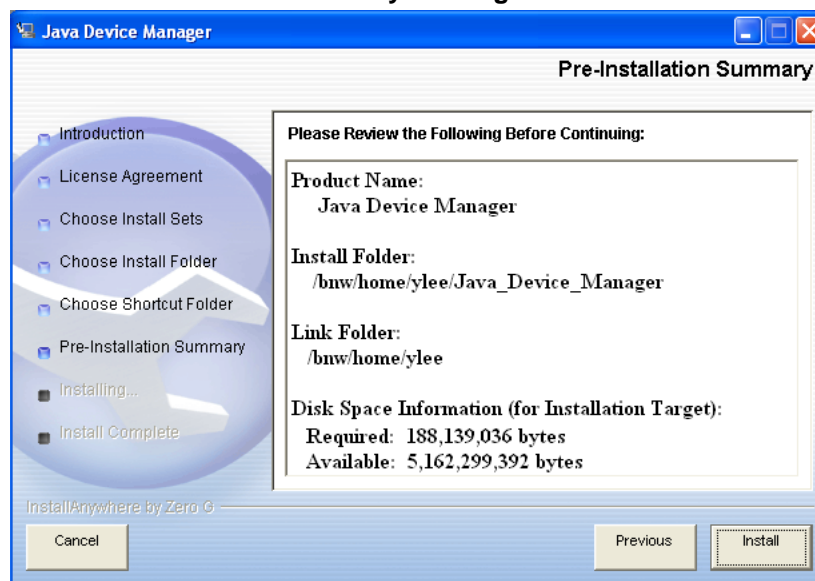 Java Device Manager
Pre-Installation Summary
Introduction
License Agreement
Choose Install Sets
Choose Install Folder
Choose Shortcut Folder
Pre-Installation Summary
Installing...
Install Complete
Please Review the Following Before Continuing:
Product Name:
Java Device Manager
Install Folder:
/bnw/home/ylee/Java_Device_Manager
Link Folder:
/bnw/home/ylee
Disk Space Information (for Installation Target):
Required: 188,139,036 bytes
Available: 5,162,299,392 bytes
InstallAnywhere by Zero G
Cancel
Previous
Install